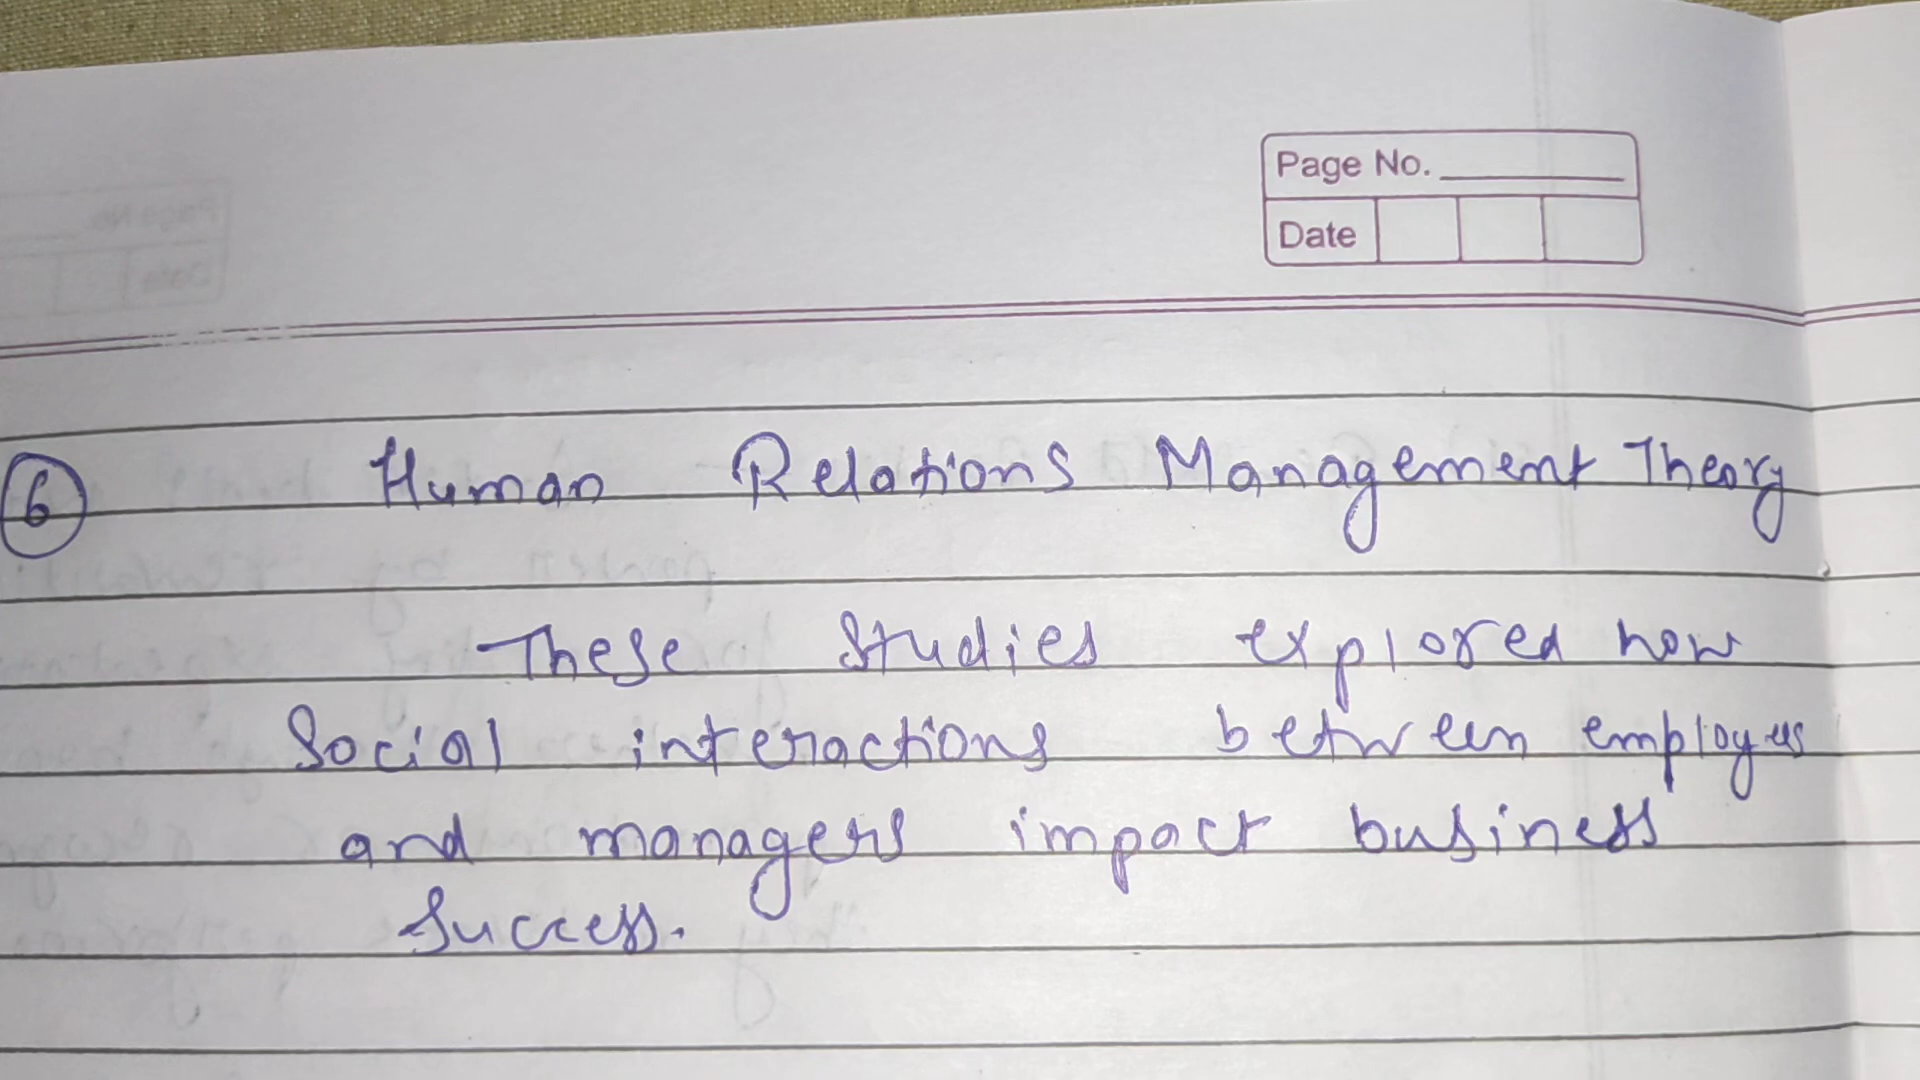 Page No.
Date
6 Human Relations Management Theory
These Studies explored how
Social interactions between employees
and managers impact business
Success.